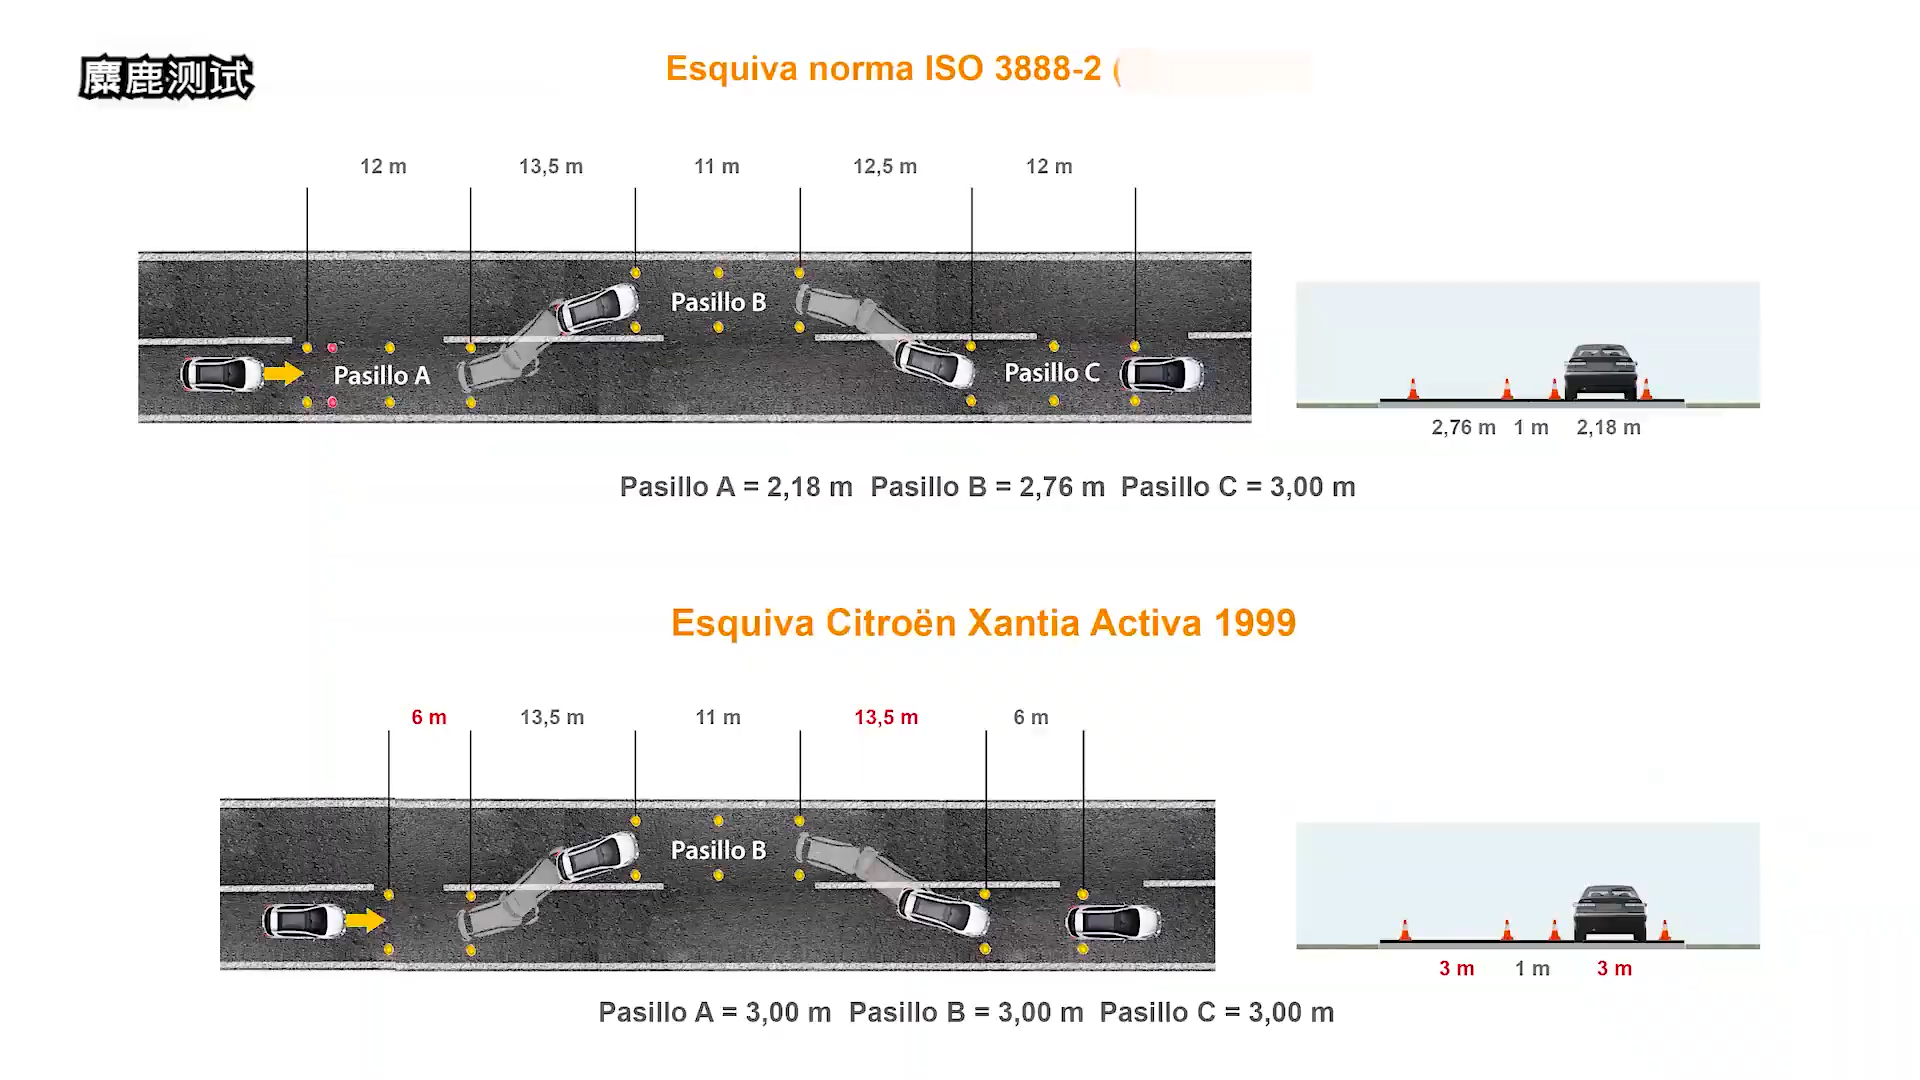 麋鹿测试
Esquiva norma ISO 3888-2 (
12 m 13,5 m 11 m 12,5 m 12 m
Pasillo A
Pasillo B
Pasillo C
2,76 m 1 m 2,18 m
Pasillo A = 2,18 m Pasillo B = 2,76 m Pasillo C = 3,00 m
Esquiva Citroën Xantia Activa 1999
6 m 13,5 m 11 m 13,5 m 6 m
Pasillo B
3 m 1 m 3 m
Pasillo A = 3,00 m Pasillo B = 3,00 m Pasillo C = 3,00 m